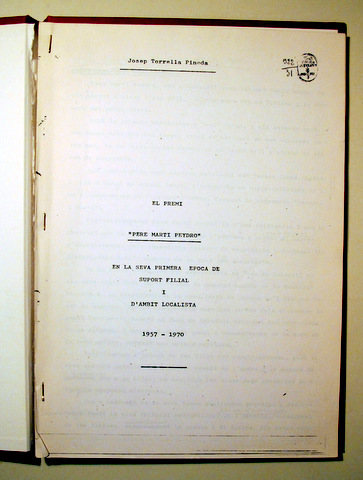 Josep Torrella Pineda
EL PREMI
"PERE MARTI PEYDRO"
EN LA SEVA PRIMERA EPOCA DE
SUPORT FILIAL
I
D'AMBIT LOCALISTA
1957 - 1970